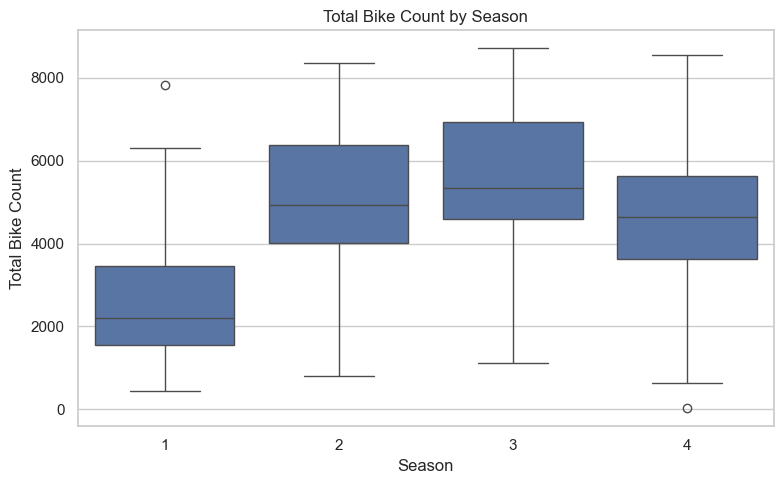 Total Bike Count by Season
Total Bike Count
8000
6000
4000
2000
0
1 2 3 4
Season